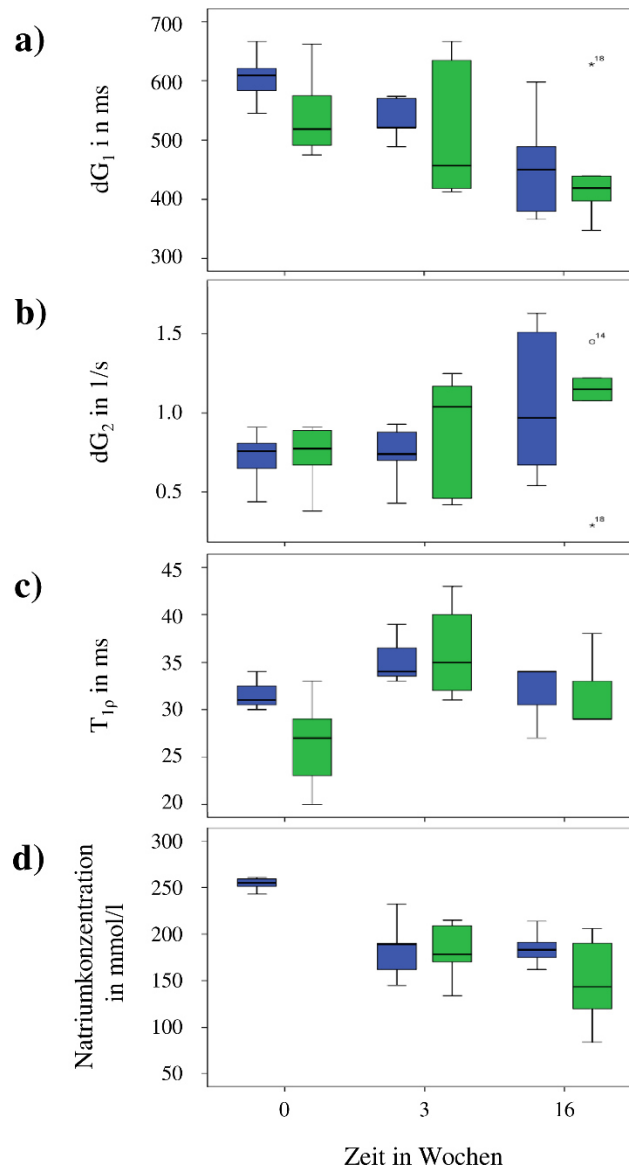 a)
dG1 i n ms
700
600
500
400
300
*18
b)
dG2 in 1/s
1.5
1.0
0.5
o14
*18
c)
T1ρ in ms
45
40
35
30
25
20
d)
Natriumkonzentration
in mmol/l
300
250
200
150
100
50
0
3
16
Zeit in Wochen